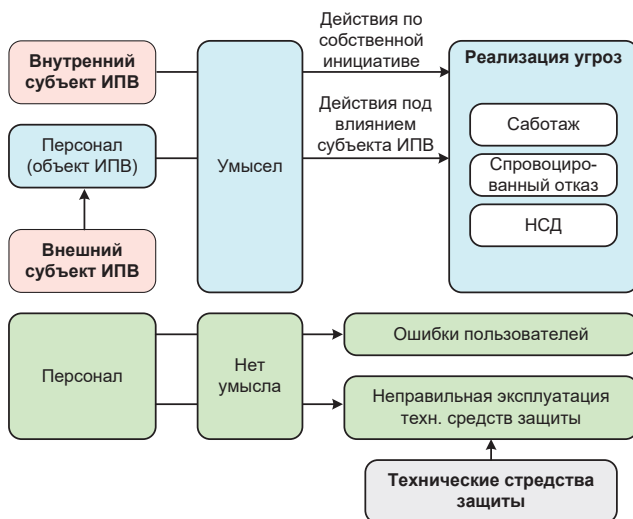 Внутренний
субъект ИПВ
Действия по
собственной
инициативе
Реализация угроз
Персонал
(объект ИПВ)
Умысел
Действия под
влиянием
субъекта ИПВ
Саботаж
Спровоциро-
ванный отказ
НСД
Внешний
субъект ИПВ
Персонал
Нет
умысла
Ошибки пользователей
Неправильная эксплуатация
техн. средств защиты
Технические стредства
защиты